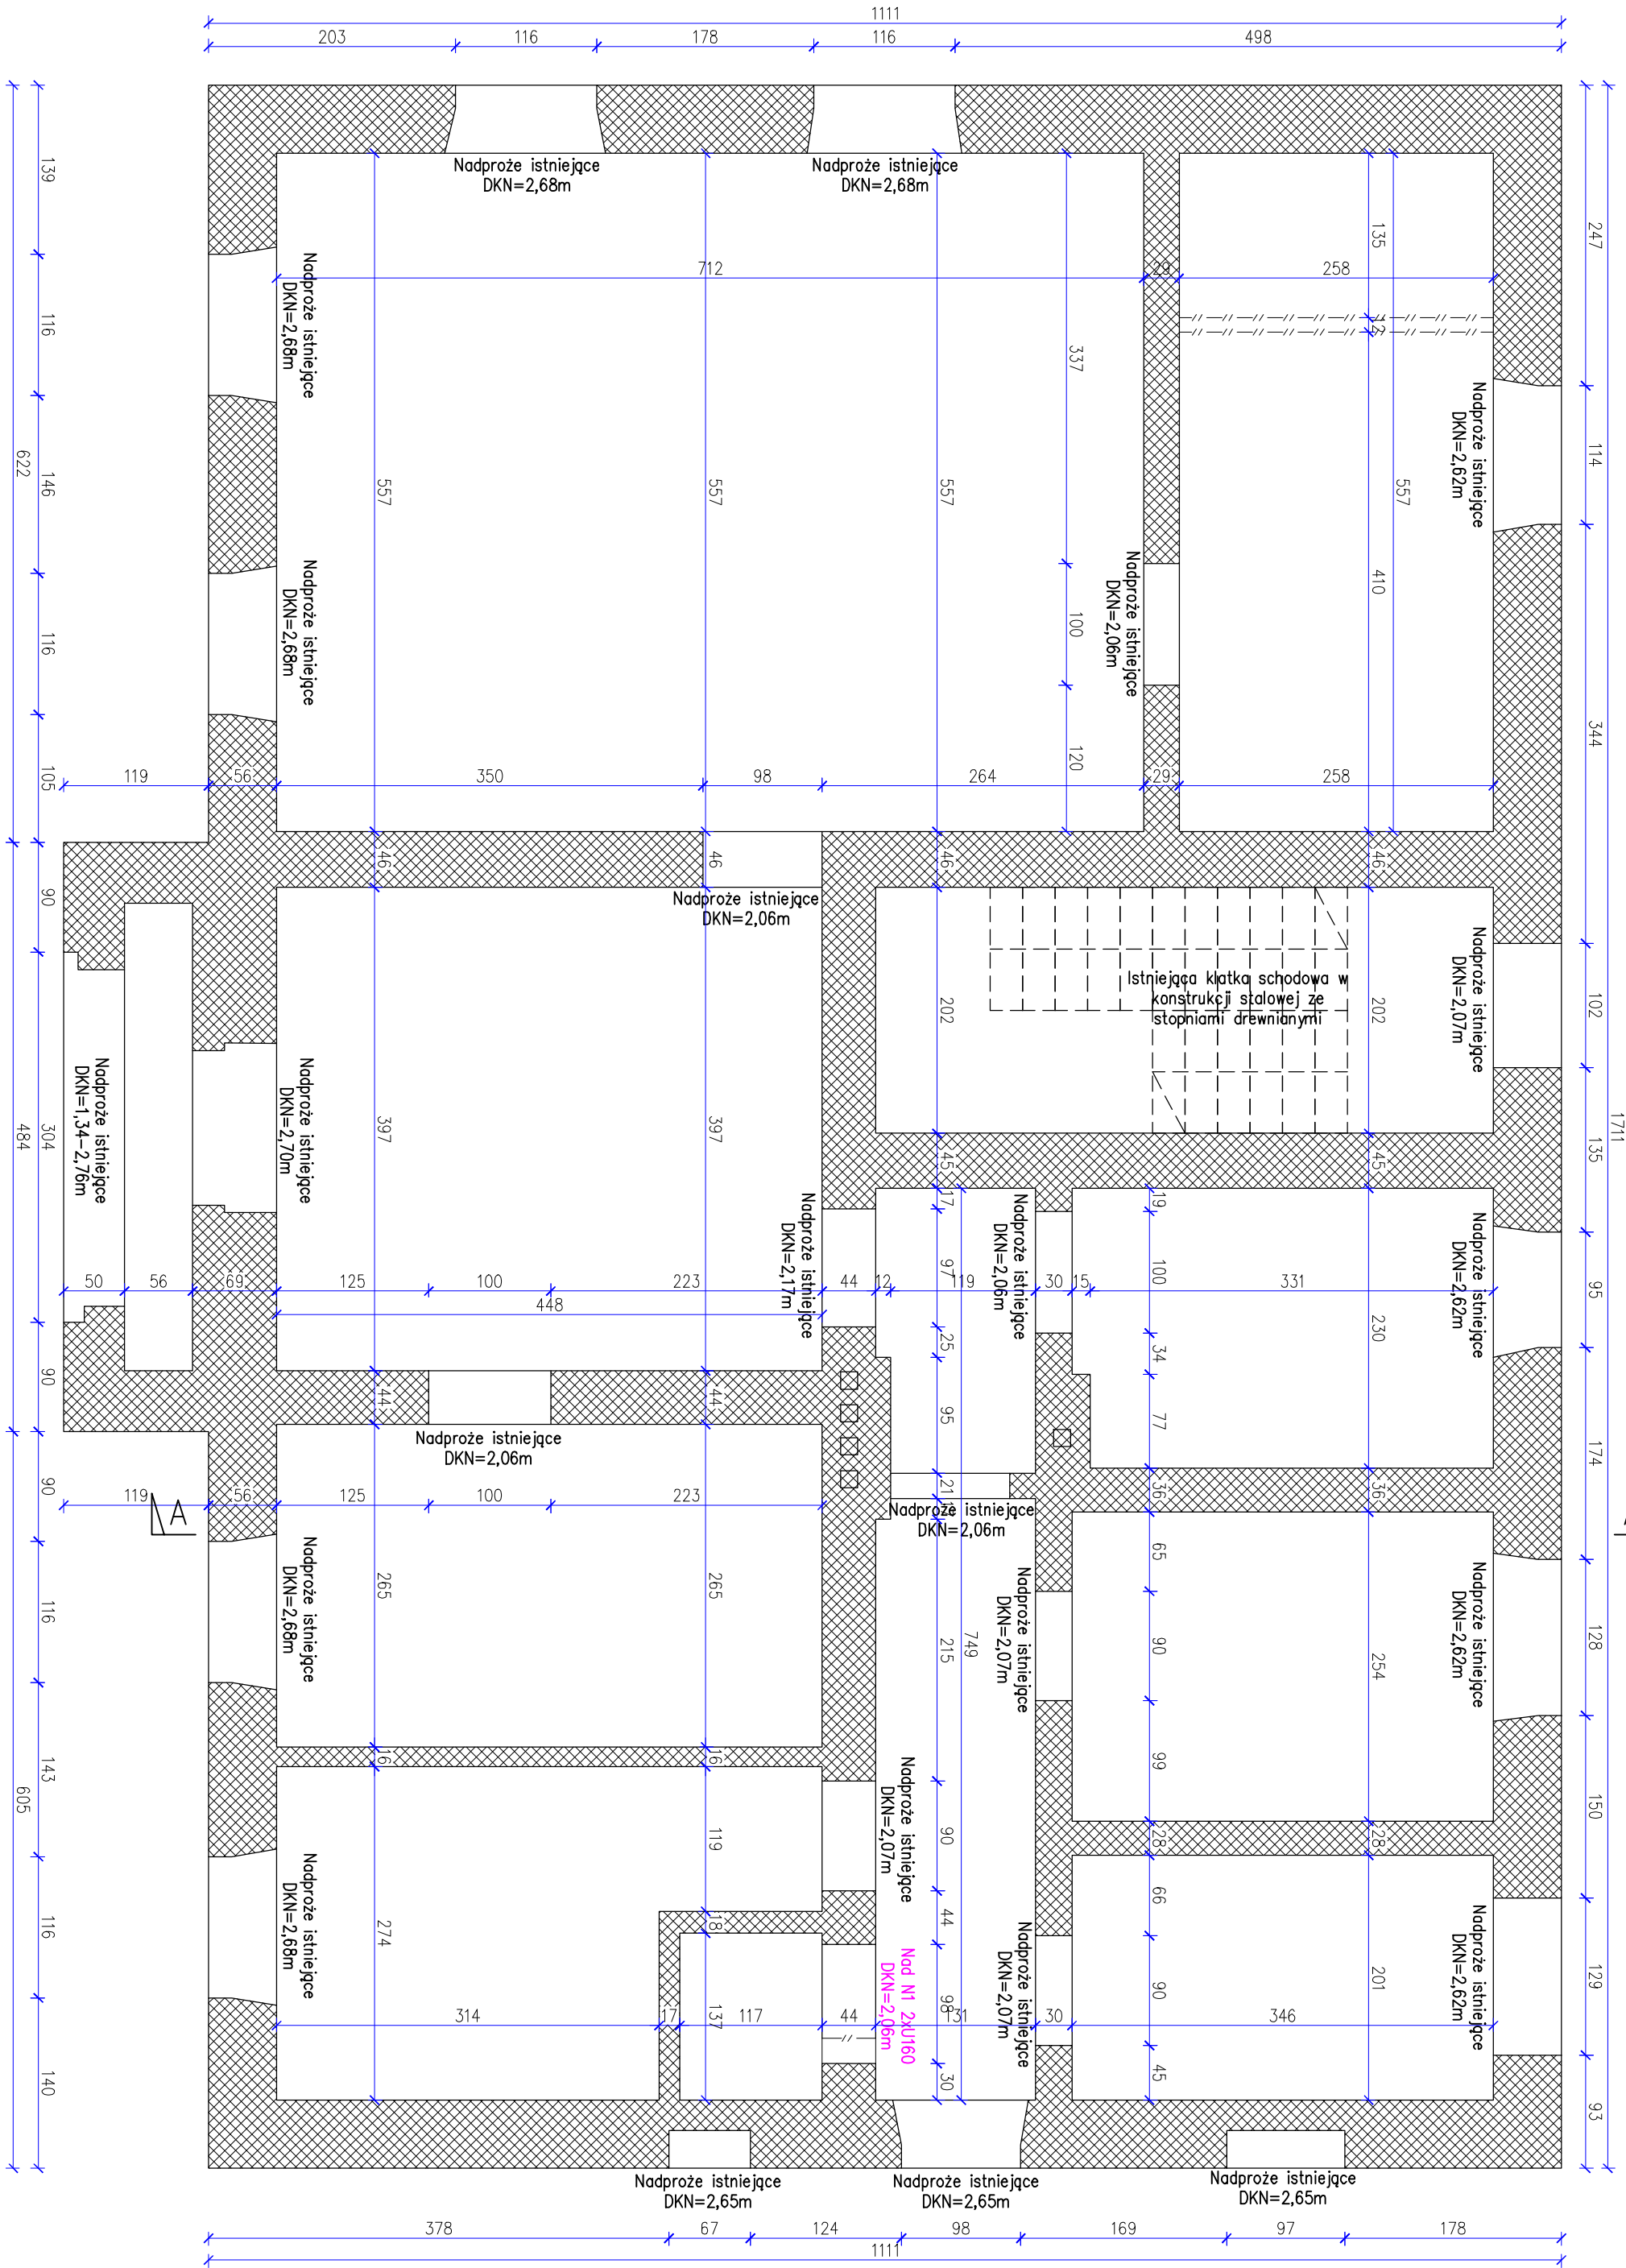 1111
203
116
178
116
498
Nadproże istniejące
DKN=2,68m
Nadproże istniejące
DKN=2,68m
139
116
146
116
105
622
90
304
90
484
90
116
143
116
140
605
247
114
344
102
135
95
174
128
150
129
93
1711
Nadproże istniejące
DKN=2,68m
Nadproże istniejące
DKN=2,68m
712
29
258
135
12
410
557
337
100
120
557
557
557
Nadproże istniejące
DKN=2,62m
Nadproże istniejące
DKN=2,06m
119
56
350
98
264
29
258
46
46
46
46
Nadproże istniejące
DKN=2,06m
Istniejąca klatka schodowa w
konstrukcji stalowej ze
stopniami drewnianymi
Nadproże istniejące
DKN=2,07m
202
202
397
397
Nadproże istniejące
DKN=1,34-2,76m
Nadproże istniejące
DKN=2,70m
Nadproże istniejące
DKN=2,17m
Nadproże istniejące
DKN=2,06m
Nadproże istniejące
DKN=2,62m
45
45
17
97
25
95
21
215
90
44
98
30
749
19
100
34
77
36
36
230
50
56
69
125
100
223
44
12
119
30
15
331
448
44
44
Nadproże istniejące
DKN=2,06m
Nadproże istniejące
DKN=2,06m
119
56
125
100
223
A
Nadproże istniejące
DKN=2,68m
265
265
65
90
99
254
Nadproże istniejące
DKN=2,07m
Nadproże istniejące
DKN=2,62m
16
16
28
28
119
18
137
274
66
90
45
201
Nadproże istniejące
DKN=2,68m
Nadproże istniejące
DKN=2,07m
Nad N1 2xU160
DKN=2,06m
Nadproże istniejące
DKN=2,07m
Nadproże istniejące
DKN=2,62m
314
17
117
44
131
30
346
Nadproże istniejące
DKN=2,65m
Nadproże istniejące
DKN=2,65m
Nadproże istniejące
DKN=2,65m
378
67
124
98
169
97
178
1111